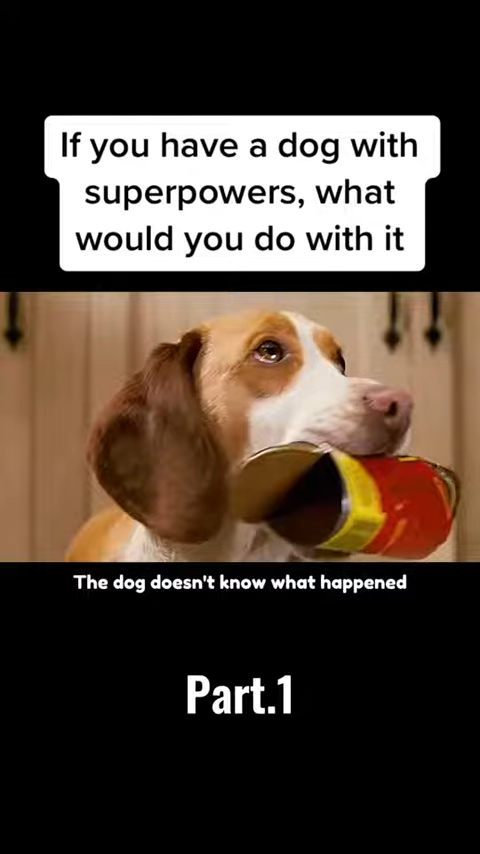 If you have a dog with
superpowers, what
would you do with it
The dog doesn't know what happened
Part.1